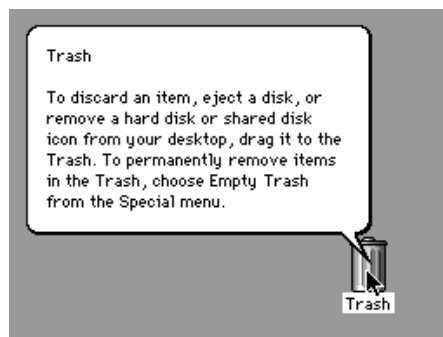 Trash
To discard an item, eject a disk, or
remove a hard disk or shared disk
icon from your desktop, drag it to the
Trash. To permanently remove items
in the Trash, choose Empty Trash
from the Special menu.
Trash